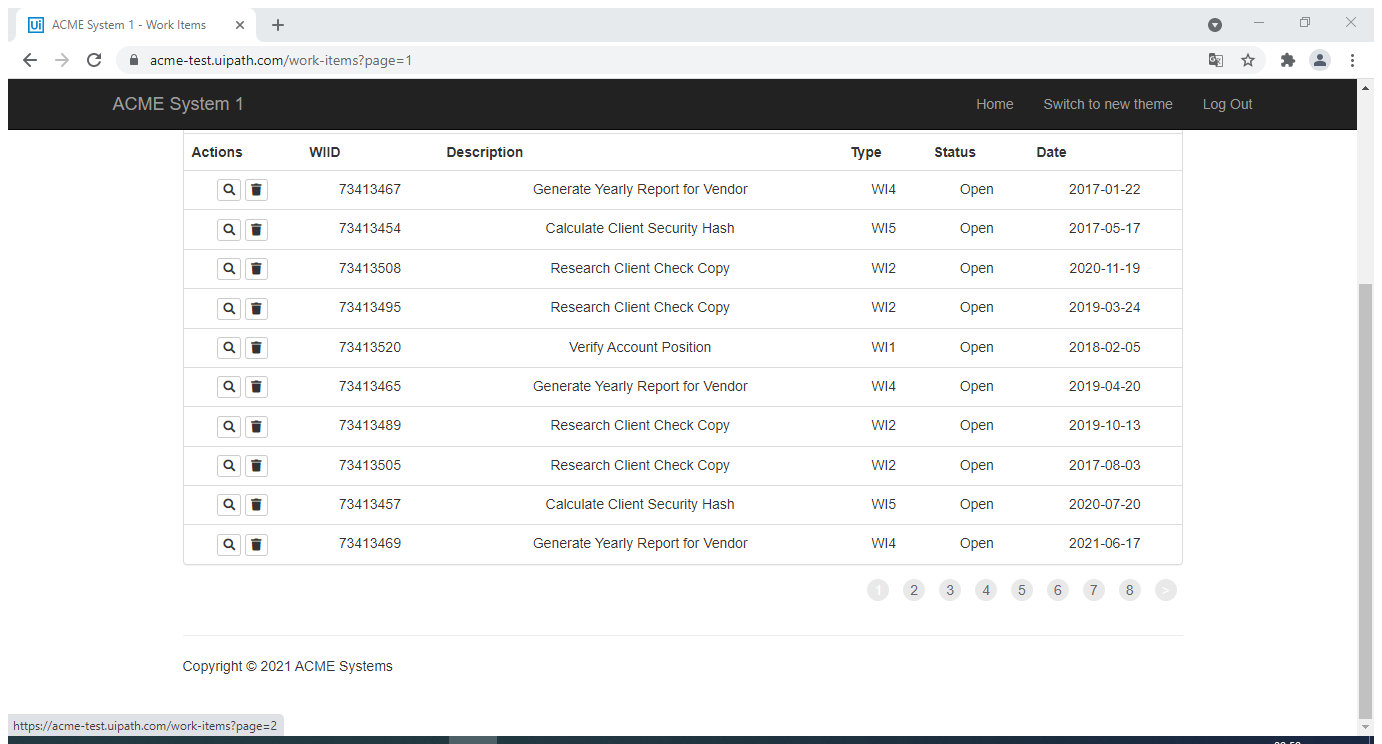 Ui ACME System 1 - Work Items
acme-test.uipath.com/work-items?page=1
ACME System 1 Home Switch to new theme Log Out
Actions WIID Description Type Status Date
73413467 Generate Yearly Report for Vendor WI4 Open 2017-01-22
73413454 Calculate Client Security Hash WI5 Open 2017-05-17
73413508 Research Client Check Copy WI2 Open 2020-11-19
73413495 Research Client Check Copy WI2 Open 2019-03-24
73413520 Verify Account Position WI1 Open 2018-02-05
73413465 Generate Yearly Report for Vendor WI4 Open 2019-04-20
73413489 Research Client Check Copy WI2 Open 2019-10-13
73413505 Research Client Check Copy WI2 Open 2017-08-03
73413457 Calculate Client Security Hash WI5 Open 2020-07-20
73413469 Generate Yearly Report for Vendor WI4 Open 2021-06-17
1 2 3 4 5 6 7 8 >
Copyright © 2021 ACME Systems
https://acme-test.uipath.com/work-items?page=2